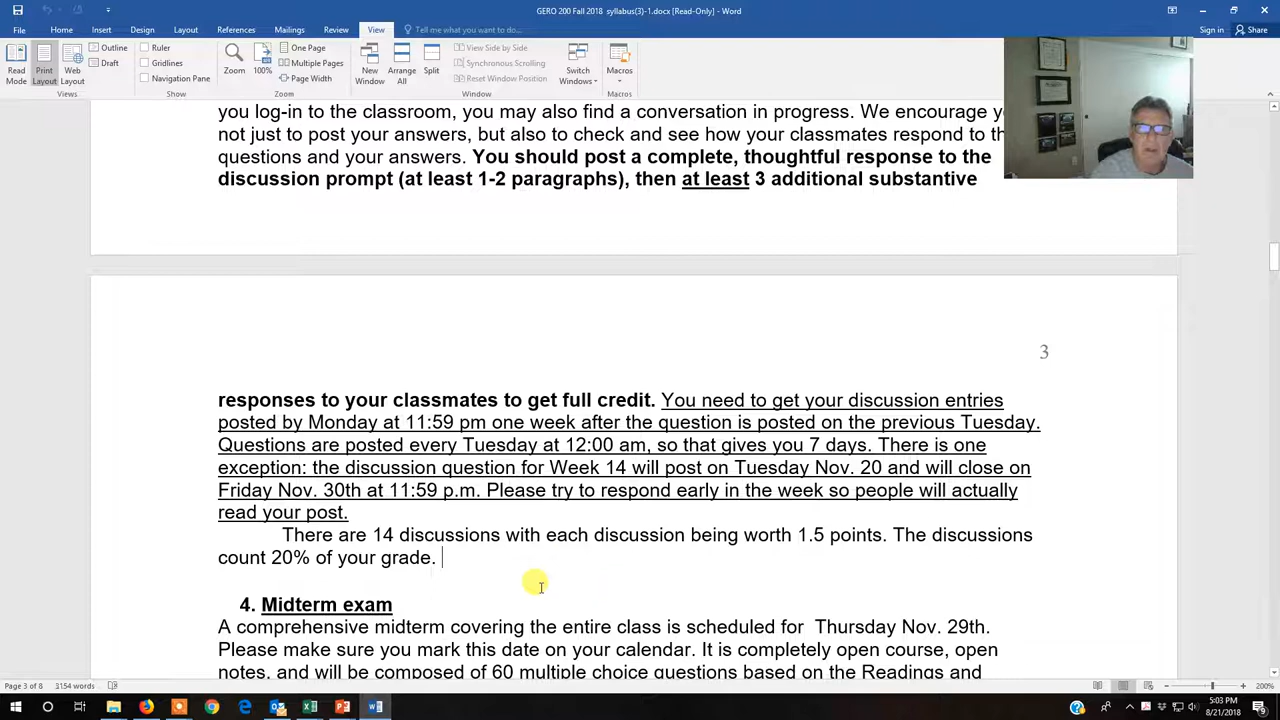 GERO 200 Fall 2018 syllabus(3)-1.docx [Read-Only] - Word
File Home Insert Design Layout References Mailings Review View Tell me what you want to do... Sign in Share
Read Mode
Print Layout
Web Layout
Outline
Draft
Views
Ruler
Gridlines
Navigation Pane
Show
Zoom
100%
One Page
Multiple Pages
Page Width
Zoom
New Window
Arrange All
Split
View Side by Side
Synchronous Scrolling
Reset Window Position
Window
Switch Windows
Macros
Macros
you log-in to the classroom, you may also find a conversation in progress. We encourage
not just to post your answers, but also to check and see how your classmates respond to
questions and your answers. You should post a complete, thoughtful response to the
discussion prompt (at least 1-2 paragraphs), then at least 3 additional substantive
3
responses to your classmates to get full credit. You need to get your discussion entries
posted by Monday at 11:59 pm one week after the question is posted on the previous Tuesday.
Questions are posted every Tuesday at 12:00 am, so that gives you 7 days. There is one
exception: the discussion question for Week 14 will post on Tuesday Nov. 20 and will close on
Friday Nov. 30th at 11:59 p.m. Please try to respond early in the week so people will actually
read your post.
There are 14 discussions with each discussion being worth 1.5 points. The discussions
count 20% of your grade.
4. Midterm exam
A comprehensive midterm covering the entire class is scheduled for Thursday Nov. 29th.
Please make sure you mark this date on your calendar. It is completely open course, open
notes, and will be composed of 60 multiple choice questions based on the Readings and
Page 3 of 8 3154 words 200%
5:03 PM
8/21/2018